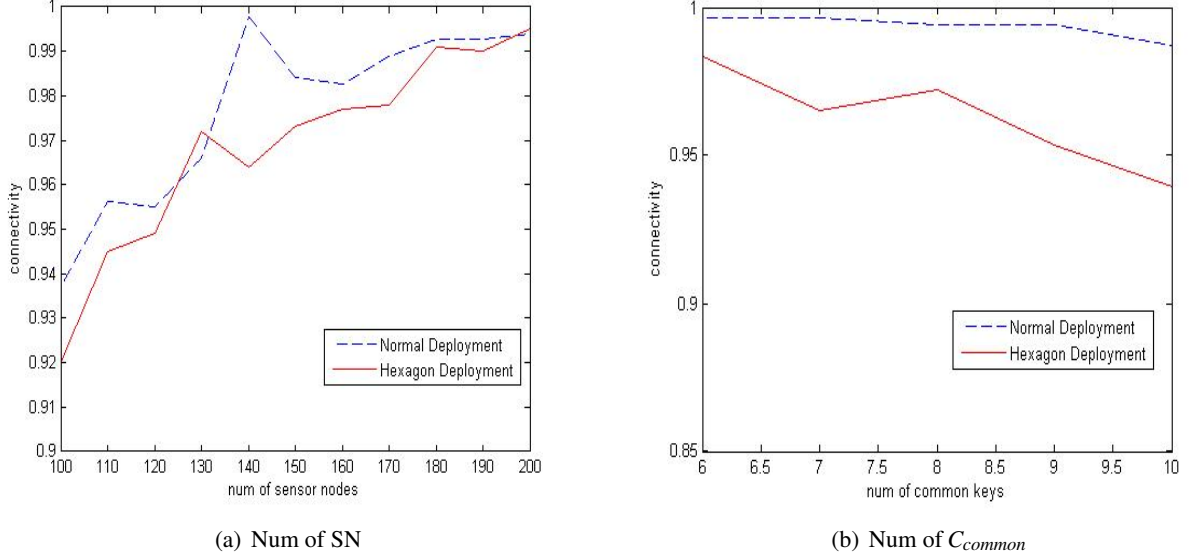 1
0.99
0.98
0.97
0.96
0.95
0.94
0.93
0.92
0.91
0.9
connectivity
Normal Deployment
Hexagon Deployment
100 110 120 130 140 150 160 170 180 190 200
num of sensor nodes
(a) Num of SN
1
0.95
0.9
0.85
connectivity
Normal Deployment
Hexagon Deployment
6 6.5 7 7.5 8 8.5 9 9.5 10
num of common keys
(b) Num of C_common